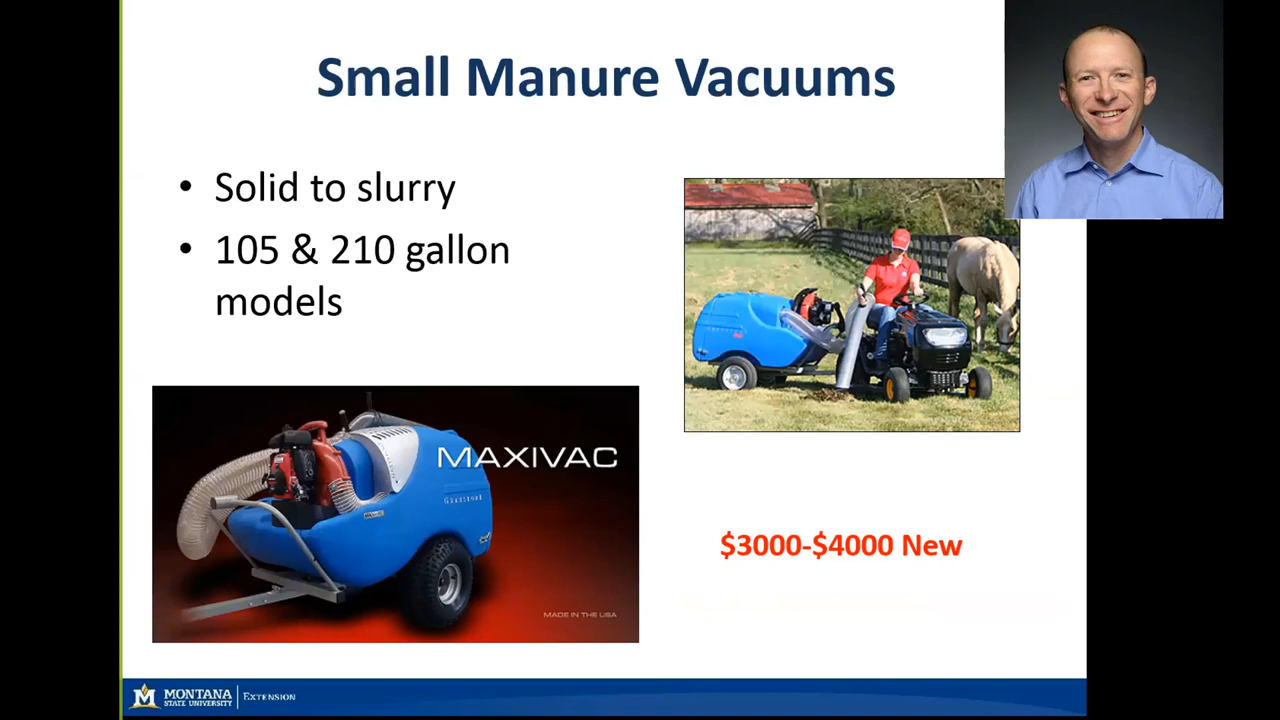 Small Manure Vacuums
• Solid to slurry
• 105 & 210 gallon
models
MAXIVAC
MADE IN THE USA
$3000-$4000 New
M MONTANA
STATE UNIVERSITY
EXTENSION